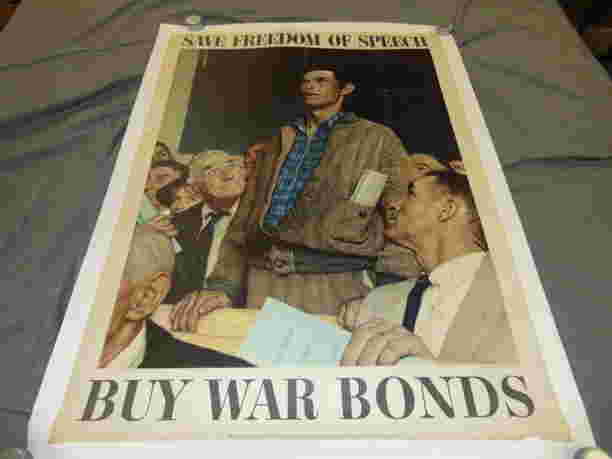 SAVE FREEDOM OF SPEECH
BUY WAR BONDS